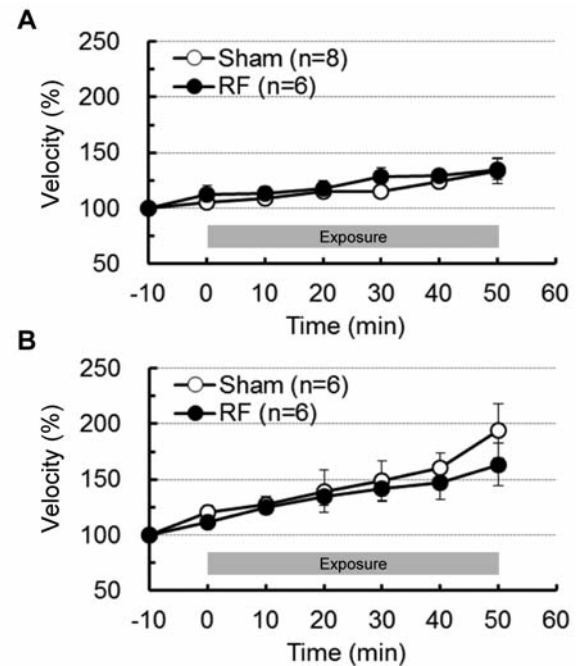 A
250
200
150
100
50
Velocity (%)
Sham (n=8)
RF (n=6)
Exposure
-10 0 10 20 30 40 50 60
Time (min)
B
250
200
150
100
50
Velocity (%)
Sham (n=6)
RF (n=6)
Exposure
-10 0 10 20 30 40 50 60
Time (min)